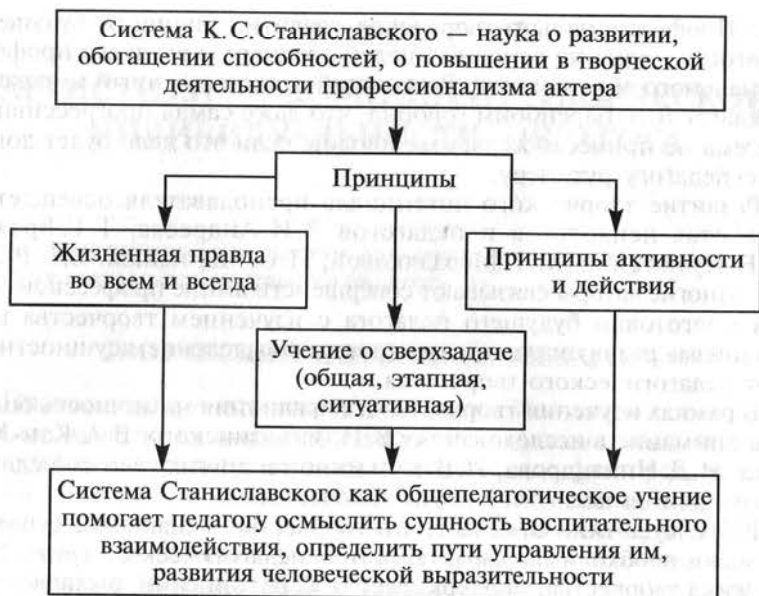 Система К. С. Станиславского – наука о развитии,
обогащении способностей, о повышении в творческой
деятельности профессионализма актера
Принципы
Жизненная правда
во всем и всегда
Принципы активности
и действия
Учение о сверхзадаче
(общая, этапная,
ситуативная)
Система Станиславского как общепедагогическое учение
помогает педагогу осмыслить сущность воспитательного
взаимодействия, определить пути управления им,
развития человеческой выразительности